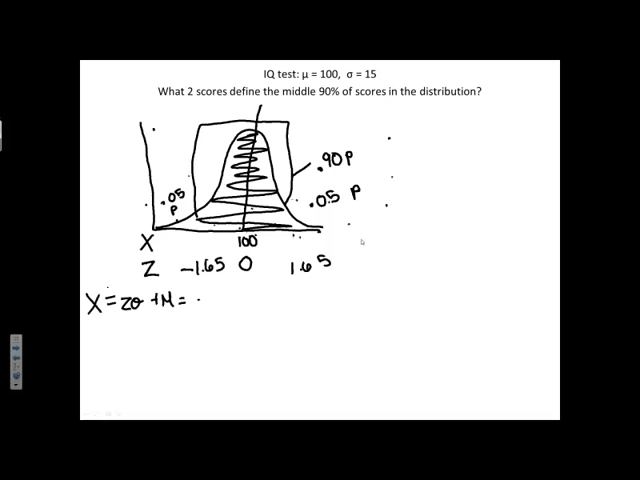 IQ test: μ = 100, σ = 15
What 2 scores define the middle 90% of scores in the distribution?
.90 P
.05 P
.05 P
X 100
Z -1.65 0 1.65
X = zσ + M = .